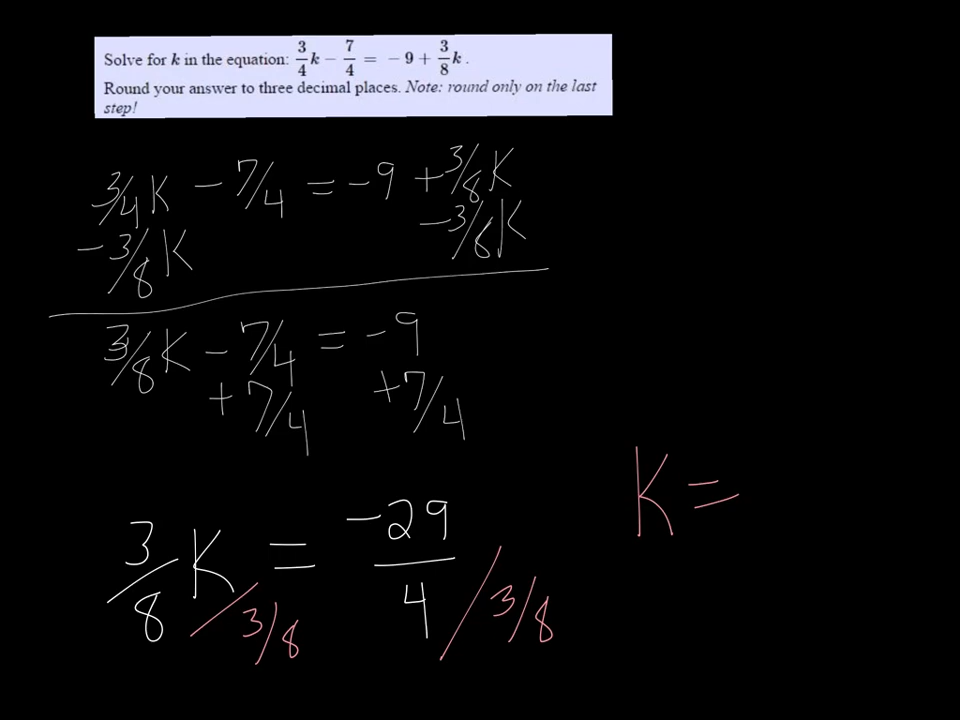 Solve for k in the equation: 3/4 k − 7/4 = − 9 + 3/8 k .
Round your answer to three decimal places. Note: round only on the last
step!
3/4 K − 7/4 = −9 + 3/8 K
− 3/8 K − 3/8 K
3/8 K − 7/4 = −9
+ 7/4 + 7/4
K =
3/8 K = −29/4
/ 3/8 / 3/8